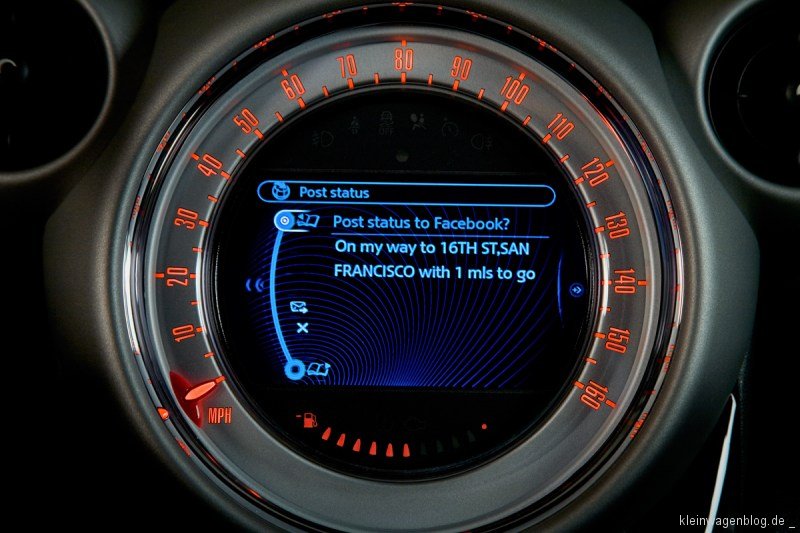 10
20
30
40
50
60
70
80
90
100
110
120
130
140
150
160
MPH
Post status
Post status to Facebook?
On my way to 16TH ST,SAN
FRANCISCO with 1 mls to go
OFF
kleinwagenblog.de _